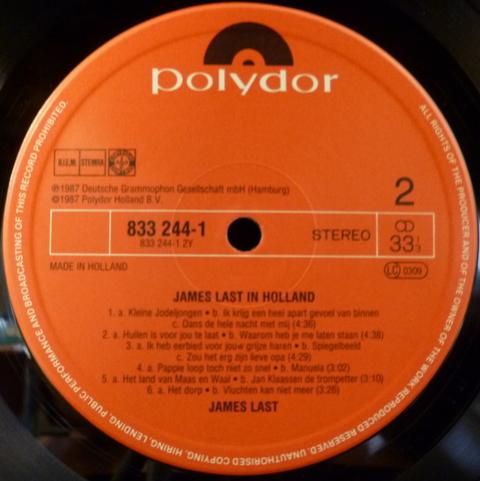 polydor
B.I.E.M. STEMRA
℗1987 Deutsche Grammophon Gesellschaft mbH (Hamburg)
©1987 Polydor Holland B.V.
2
833 244-1
833 244-1 2Y
STEREO
33 1/3
MADE IN HOLLAND
LC 0309
JAMES LAST IN HOLLAND
1. a. Kleine Jodeljongen • b. Ik krijg een heel apart gevoel van binnen
c. Dans de hele nacht met mij (4:36)
2. a. Huilen is voor jou te laat • b. Waarom heb je me laten staan (4:38)
3. a. Ik heb eerbied voor jouw grijze haren • b. Spiegelbeeld
c. Zou het erg zijn lieve opa (4:29)
4. a. Pappie loop toch niet zo snel • b. Manuela (3:02)
5. a. Het land van Maas en Waal • b. Jan Klaassen de trompetter (3:10)
6. a. Het dorp • b. Vluchten kan niet meer (3:26)
JAMES LAST
ALL RIGHTS OF THE PRODUCER AND OF THE OWNER OF THE WORK REPRODUCED RESERVED. UNAUTHORISED COPYING, HIRING, LENDING, PUBLIC PERFORMANCE AND BROADCASTING OF THIS RECORD PROHIBITED.